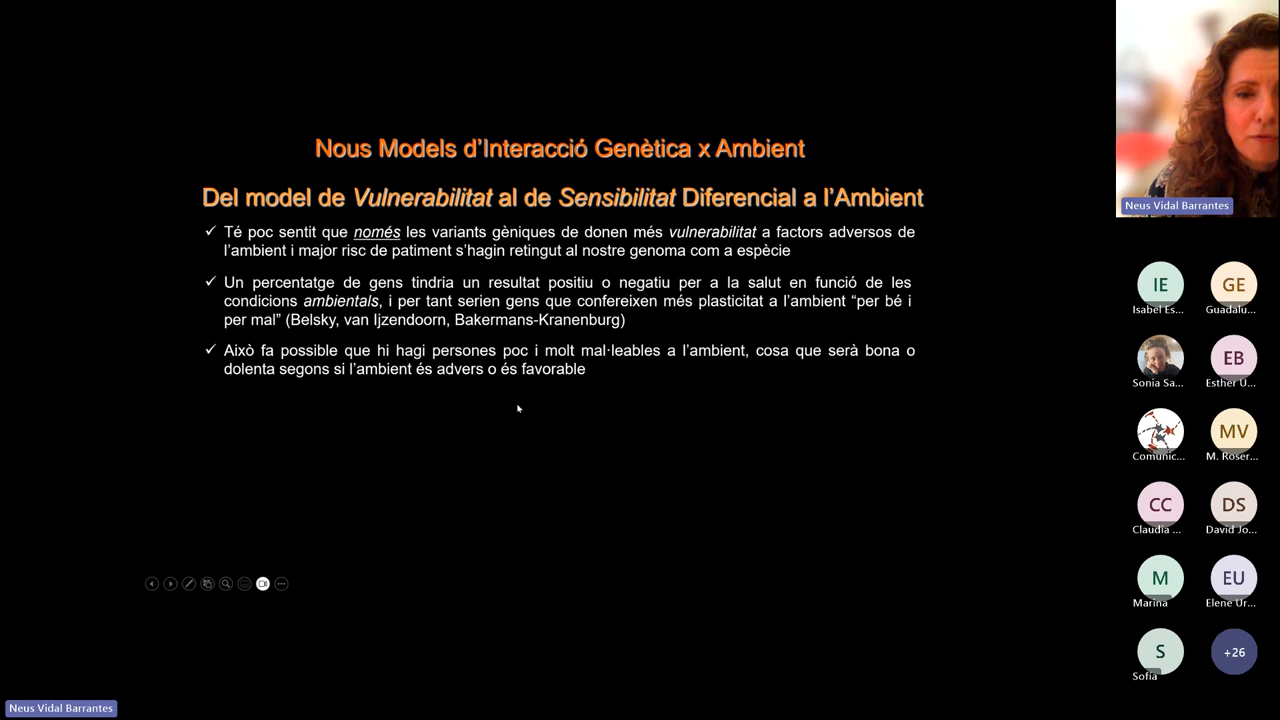 Nous Models d’Interacció Genètica x Ambient
Del model de Vulnerabilitat al de Sensibilitat Diferencial a l’Ambient
✓ Té poc sentit que només les variants gèniques de donen més vulnerabilitat a factors adversos de
l’ambient i major risc de patiment s’hagin retingut al nostre genoma com a espècie
✓ Un percentatge de gens tindria un resultat positiu o negatiu per a la salut en funció de les
condicions ambientals, i per tant serien gens que confereixen més plasticitat a l’ambient “per bé i
per mal” (Belsky, van Ijzendoorn, Bakermans-Kranenburg)
✓ Això fa possible que hi hagi persones poc i molt mal·leables a l’ambient, cosa que serà bona o
dolenta segons si l’ambient és advers o és favorable
Neus Vidal Barrantes
IE
GE
Isabel Es...
Guadalu...
EB
Sonia Sa...
Esther U...
MV
Comunic...
M. Roser...
CC
DS
Claudia ...
David Jo...
M
EU
Marina
Elene Ur...
S
+26
Sofía
Neus Vidal Barrantes